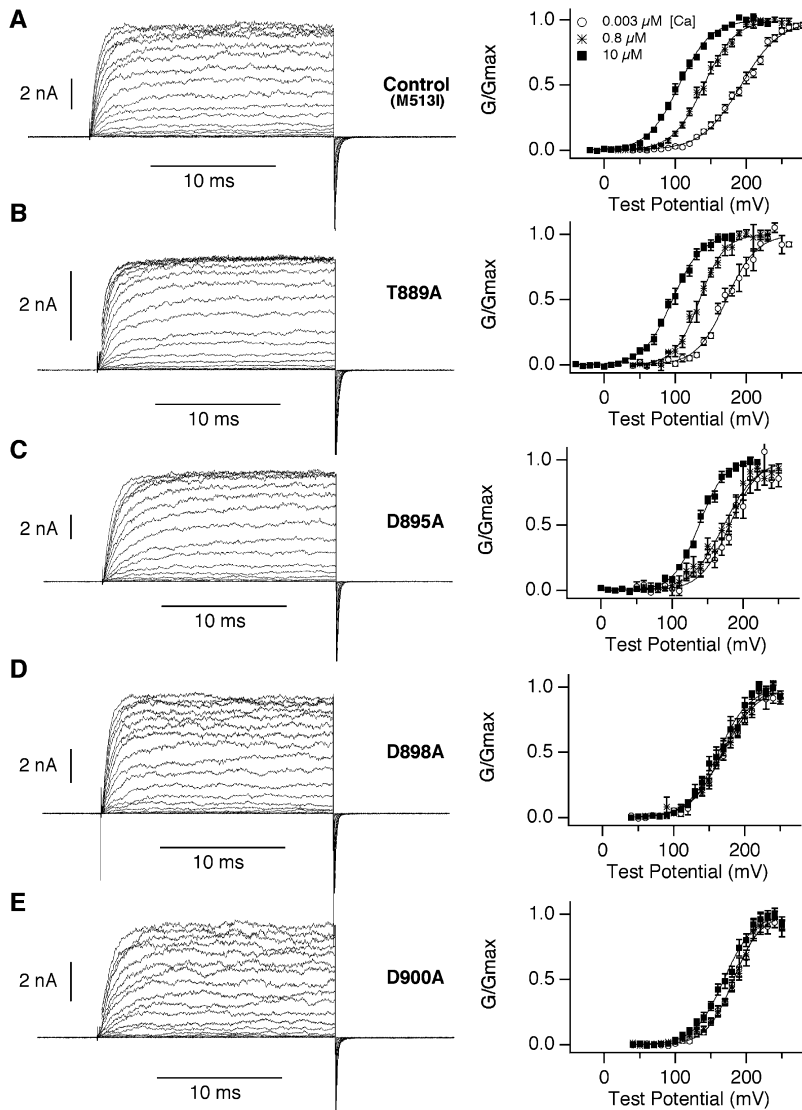 A
2 nA
Control
(M513I)
10 ms
G/Gmax
1.0
0.5
0.0
0.003 µM [Ca]
0.8 µM
10 µM
0 100 200
Test Potential (mV)
B
2 nA
T889A
10 ms
G/Gmax
1.0
0.5
0.0
0 100 200
Test Potential (mV)
C
2 nA
D895A
10 ms
G/Gmax
1.0
0.5
0.0
0 100 200
Test Potential (mV)
D
2 nA
D898A
10 ms
G/Gmax
1.0
0.5
0.0
0 100 200
Test Potential (mV)
E
2 nA
D900A
10 ms
G/Gmax
1.0
0.5
0.0
0 100 200
Test Potential (mV)